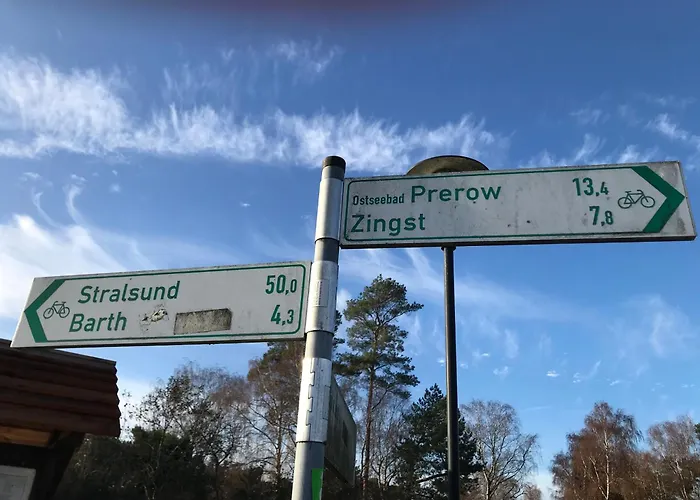 Ostseebad Prerow 13,4
Zingst 7,8
Stralsund 50,0
Barth 4,3